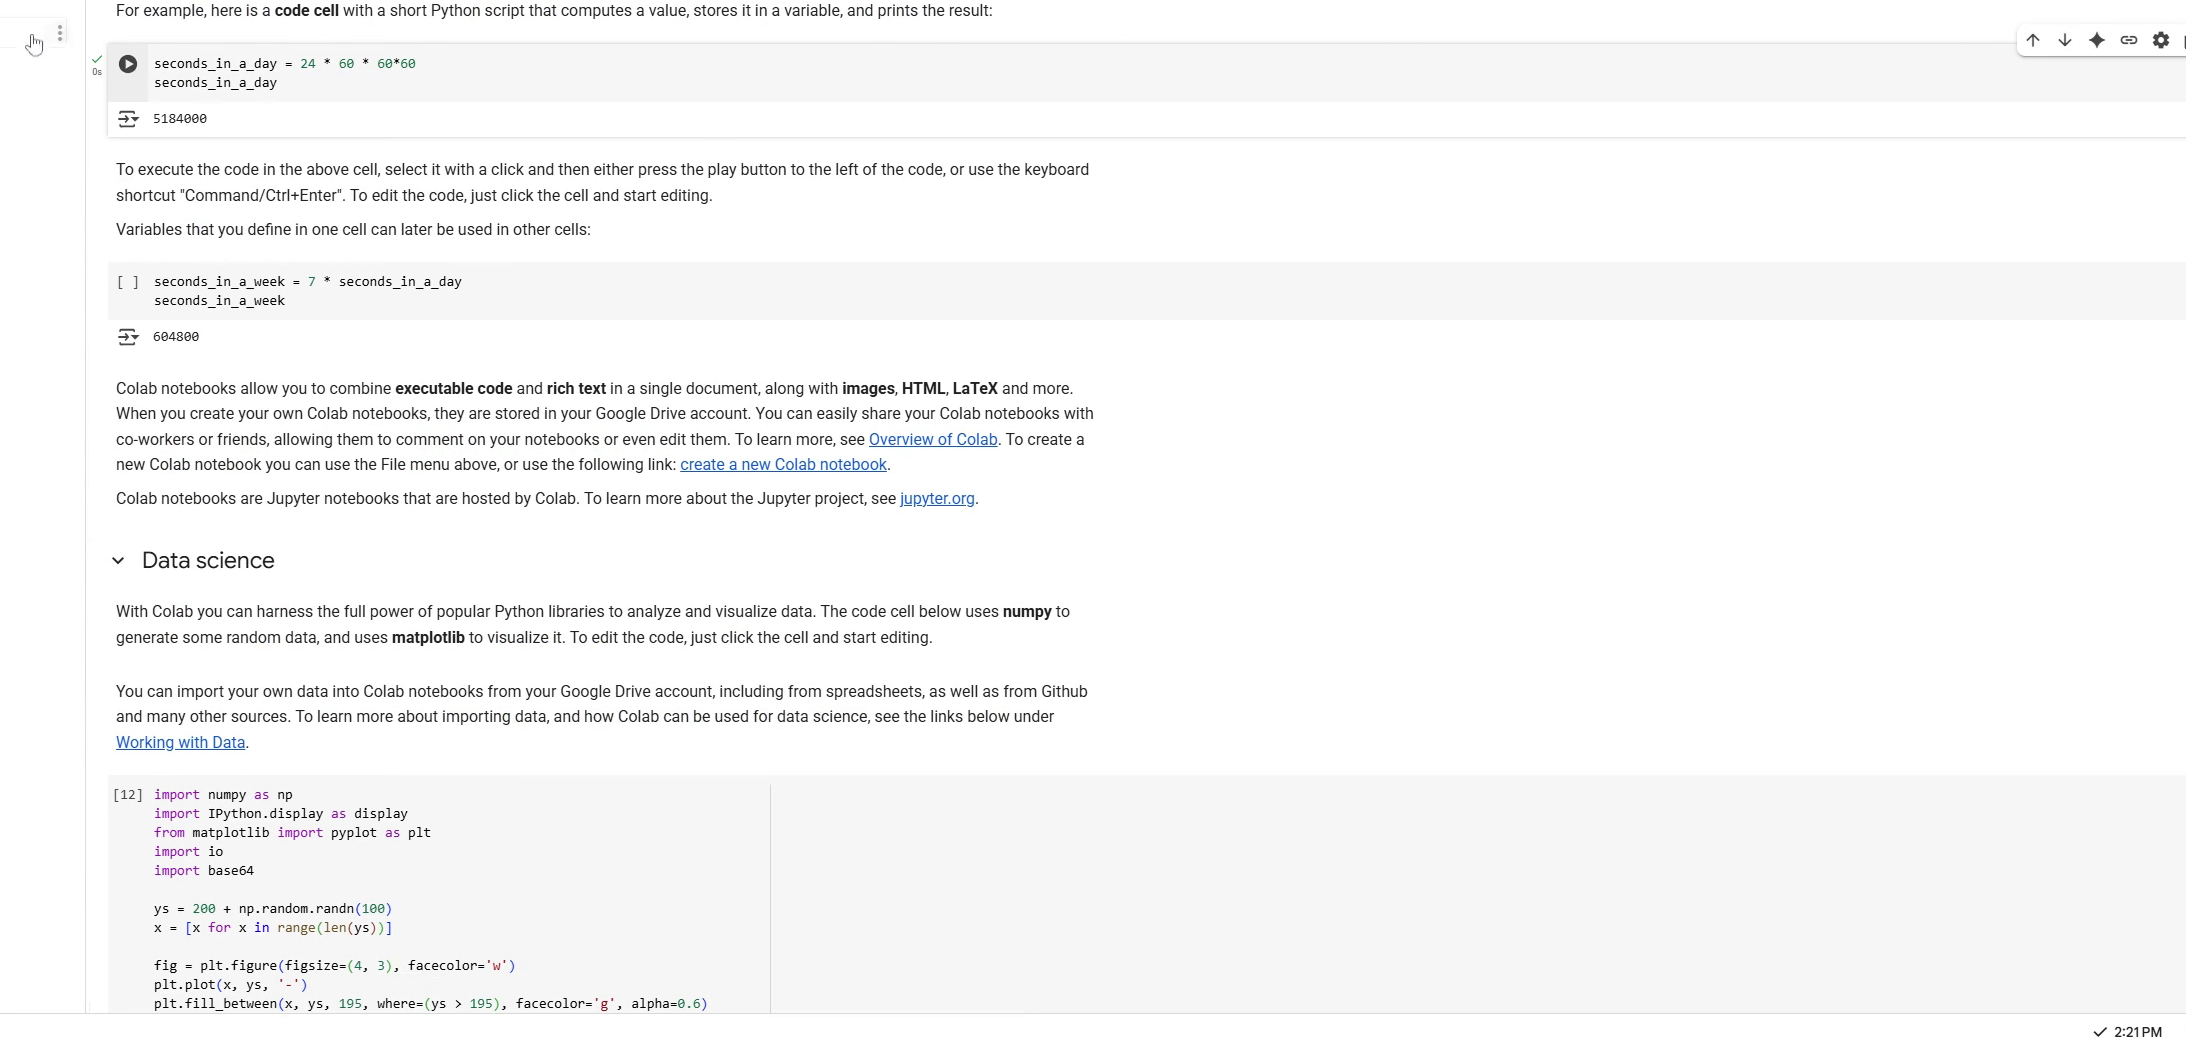 For example, here is a code cell with a short Python script that computes a value, stores it in a variable, and prints the result:
0s
seconds_in_a_day = 24 * 60 * 60*60
seconds_in_a_day
5184000
To execute the code in the above cell, select it with a click and then either press the play button to the left of the code, or use the keyboard
shortcut "Command/Ctrl+Enter". To edit the code, just click the cell and start editing.
Variables that you define in one cell can later be used in other cells:
[ ] seconds_in_a_week = 7 * seconds_in_a_day
seconds_in_a_week
604800
Colab notebooks allow you to combine executable code and rich text in a single document, along with images, HTML, LaTeX and more.
When you create your own Colab notebooks, they are stored in your Google Drive account. You can easily share your Colab notebooks with
co-workers or friends, allowing them to comment on your notebooks or even edit them. To learn more, see Overview of Colab. To create a
new Colab notebook you can use the File menu above, or use the following link: create a new Colab notebook.
Colab notebooks are Jupyter notebooks that are hosted by Colab. To learn more about the Jupyter project, see jupyter.org.
Data science
With Colab you can harness the full power of popular Python libraries to analyze and visualize data. The code cell below uses numpy to
generate some random data, and uses matplotlib to visualize it. To edit the code, just click the cell and start editing.
You can import your own data into Colab notebooks from your Google Drive account, including from spreadsheets, as well as from Github
and many other sources. To learn more about importing data, and how Colab can be used for data science, see the links below under
Working with Data.
[12] import numpy as np
import IPython.display as display
from matplotlib import pyplot as plt
import io
import base64
ys = 200 + np.random.randn(100)
x = [x for x in range(len(ys))]
fig = plt.figure(figsize=(4, 3), facecolor='w')
plt.plot(x, ys, '-')
plt.fill_between(x, ys, 195, where=(ys > 195), facecolor='g', alpha=0.6)
2:21 PM